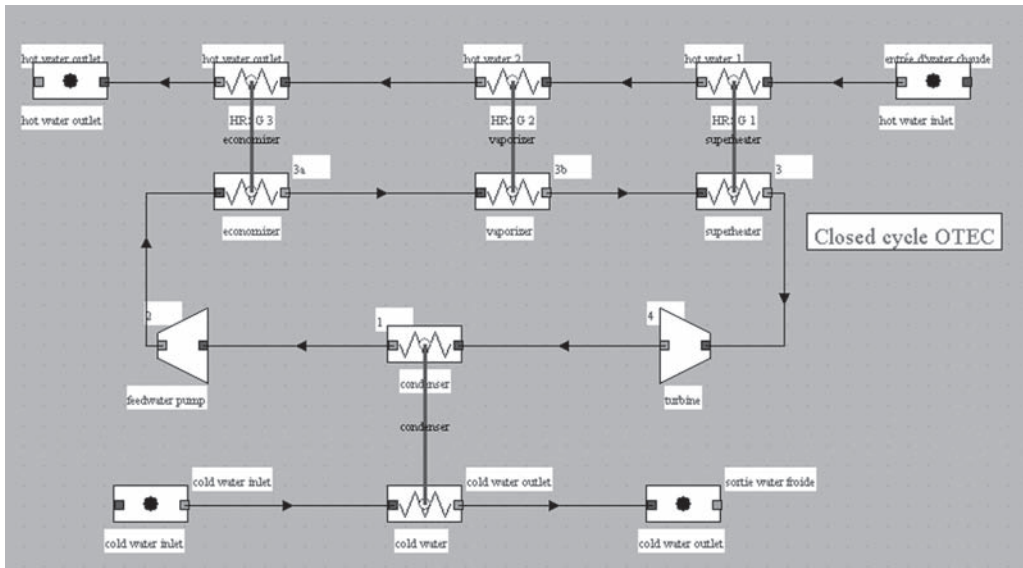 hot water outlet
hot water outlet
hot water 2
hot water 1
entrée d'water chaude
hot water outlet
HRSG 3
HRSG 2
HRSG 1
hot water inlet
economizer
vaporizer
superheater
3a
3b
3
economizer
vaporizer
superheater
Closed cycle OTEC
2
1
4
condenser
feedwater pump
turbine
condenser
cold water inlet
cold water outlet
sortie water froide
cold water inlet
cold water
cold water outlet